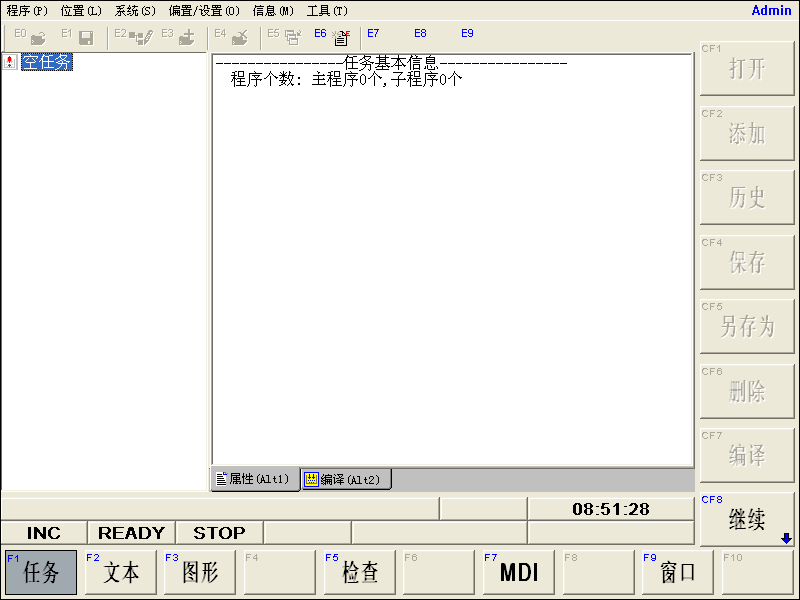 程序(P) 位置(L) 系统(S) 偏置/设置(O) 信息(M) 工具(T) Admin
E0 E1 E2 E3 E4 E5 E6 E7 E8 E9
空任务
----------------任务基本信息----------------
程序个数: 主程序0个,子程序0个
CF1 打开
CF2 添加
CF3 历史
CF4 保存
CF5 另存为
CF6 删除
CF7 编译
CF8 继续
属性(Alt1) 编译(Alt2)
08:51:28
INC READY STOP
F1 任务 F2 文本 F3 图形 F4 F5 检查 F6 F7 MDI F8 F9 窗口 F10